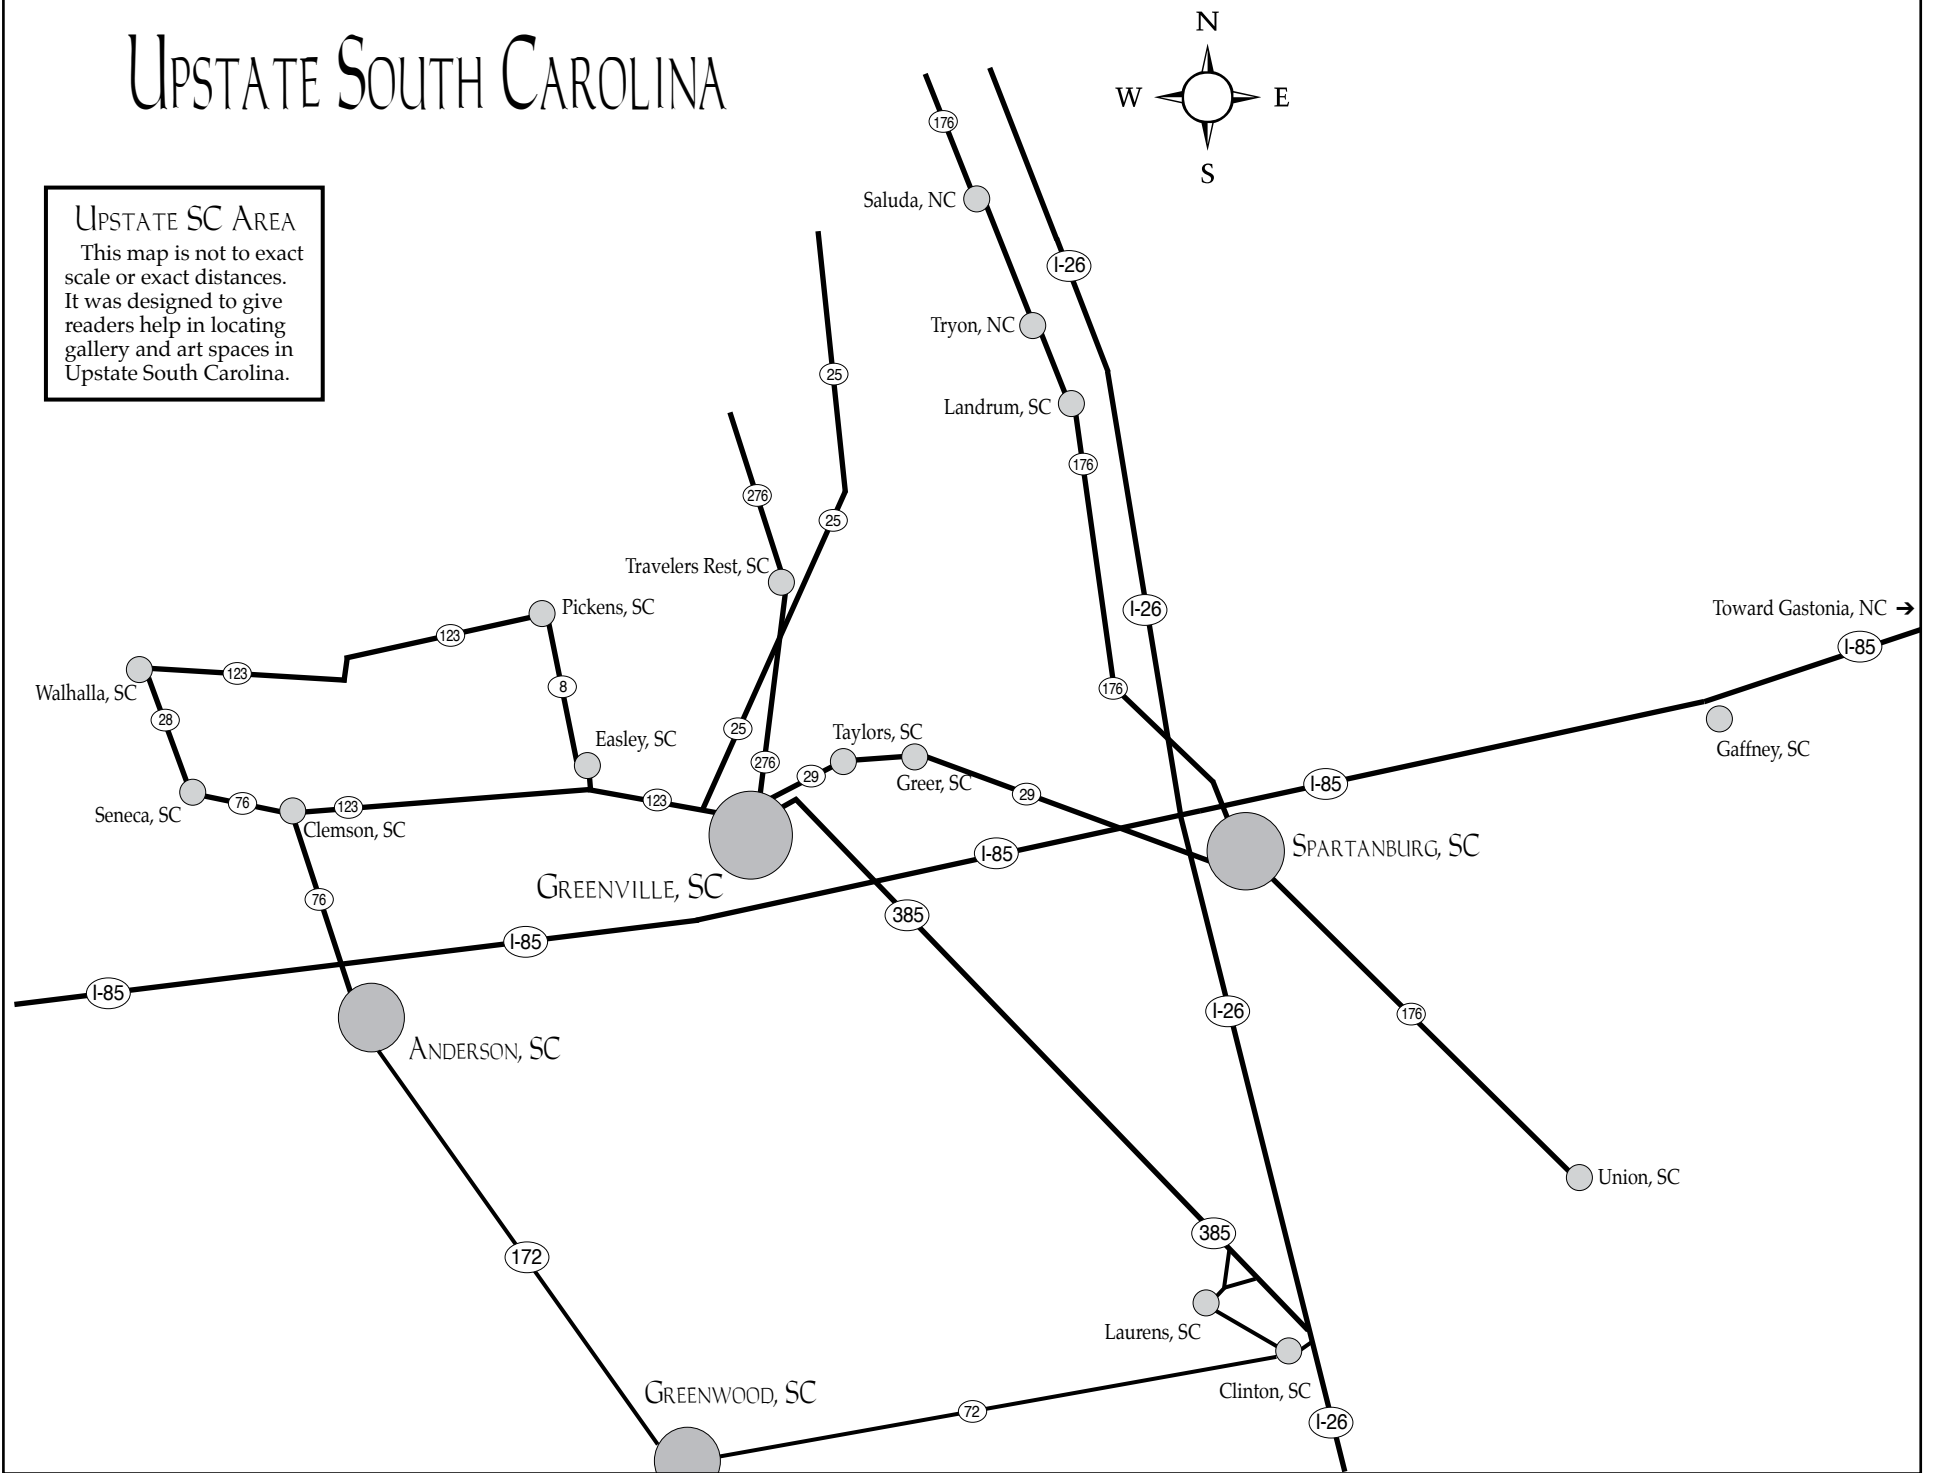 UPSTATE SOUTH CAROLINA
N
W E
S
UPSTATE SC AREA
This map is not to exact
scale or exact distances.
It was designed to give
readers help in locating
gallery and art spaces in
Upstate South Carolina.
176
Saluda, NC
I-26
Tryon, NC
25
Landrum, SC
176
276
25
Travelers Rest, SC
Pickens, SC
I-26
Toward Gastonia, NC ➔
123
I-85
123
Walhalla, SC
8
176
28
25
Easley, SC
Taylors, SC
Gaffney, SC
276
29
Greer, SC
I-85
Seneca, SC
76
123
123
29
Clemson, SC
I-85
SPARTANBURG, SC
GREENVILLE, SC
76
385
I-85
I-85
I-26
176
ANDERSON, SC
Union, SC
385
172
Laurens, SC
GREENWOOD, SC
Clinton, SC
72
I-26